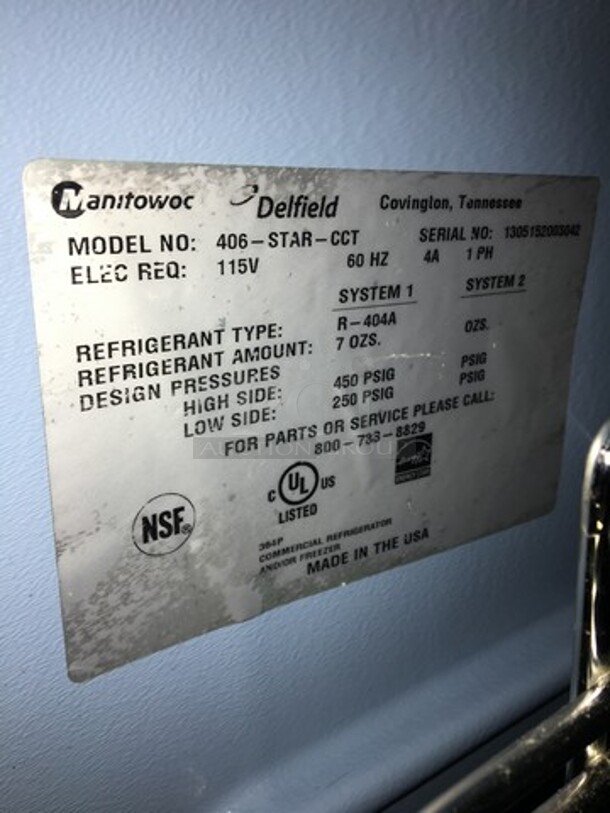 Manitowoc Delfield Covington, Tennessee
MODEL NO: 406-STAR-CCT SERIAL NO: 1305152003042
ELEC REQ: 115V 60 HZ 4A 1 PH
SYSTEM 1 SYSTEM 2
REFRIGERANT TYPE: R-404A
REFRIGERANT AMOUNT: 7 OZS. OZS.
DESIGN PRESSURES
HIGH SIDE: 450 PSIG PSIG
LOW SIDE: 250 PSIG PSIG
FOR PARTS OR SERVICE PLEASE CALL:
800-733-8829
C UL US
LISTED
NSF®
384P
COMMERCIAL REFRIGERATOR
AND/OR FREEZER
MADE IN THE USA